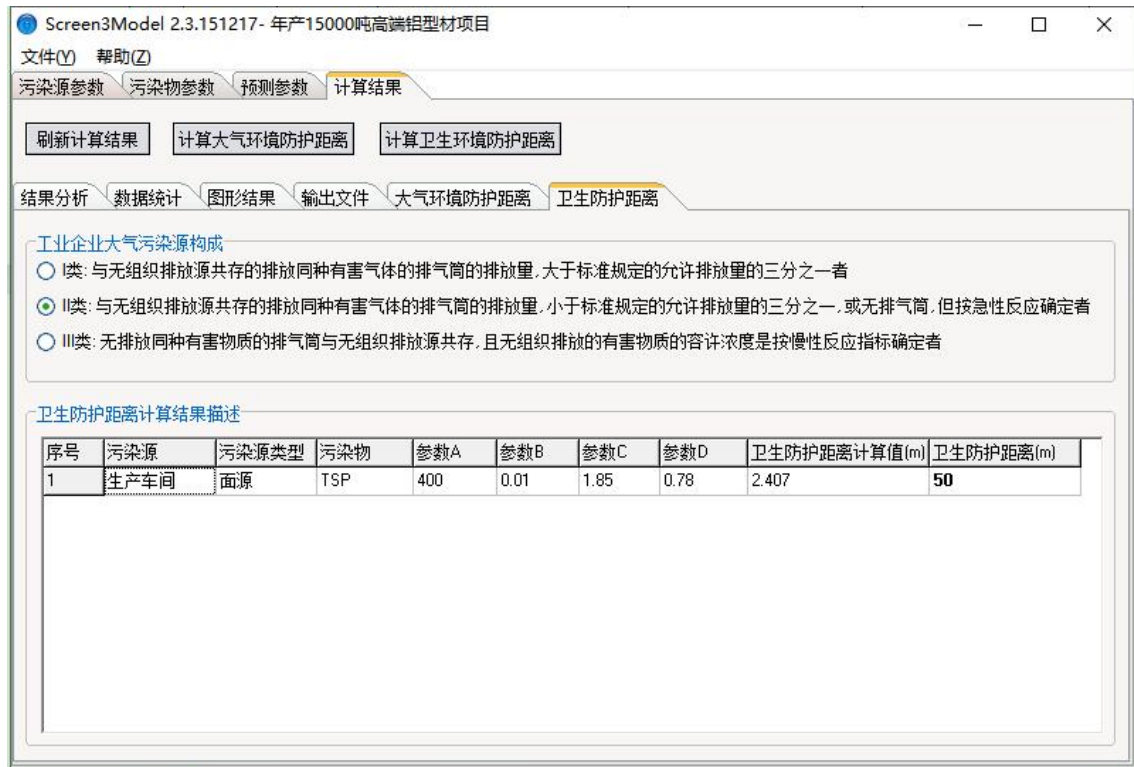 Screen3Model 2.3.151217- 年产15000吨高端铝型材项目
文件(Y) 帮助(Z)
污染源参数 污染物参数 预测参数 计算结果
刷新计算结果 计算大气环境防护距离 计算卫生环境防护距离
结果分析 数据统计 图形结果 输出文件 大气环境防护距离 卫生防护距离
工业企业大气污染源构成
I类:与无组织排放源共存的排放同种有害气体的排气筒的排放量,大于标准规定的允许排放量的三分之一者
II类:与无组织排放源共存的排放同种有害气体的排气筒的排放量,小于标准规定的允许排放量的三分之一,或无排气筒,但按急性反应确定者
III类:无排放同种有害物质的排气筒与无组织排放源共存,且无组织排放的有害物质的容许浓度是按慢性反应指标确定者
卫生防护距离计算结果描述
序号 污染源 污染源类型 污染物 参数A 参数B 参数C 参数D 卫生防护距离计算值(m) 卫生防护距离(m)
1 生产车间 面源 TSP 400 0.01 1.85 0.78 2.407 50